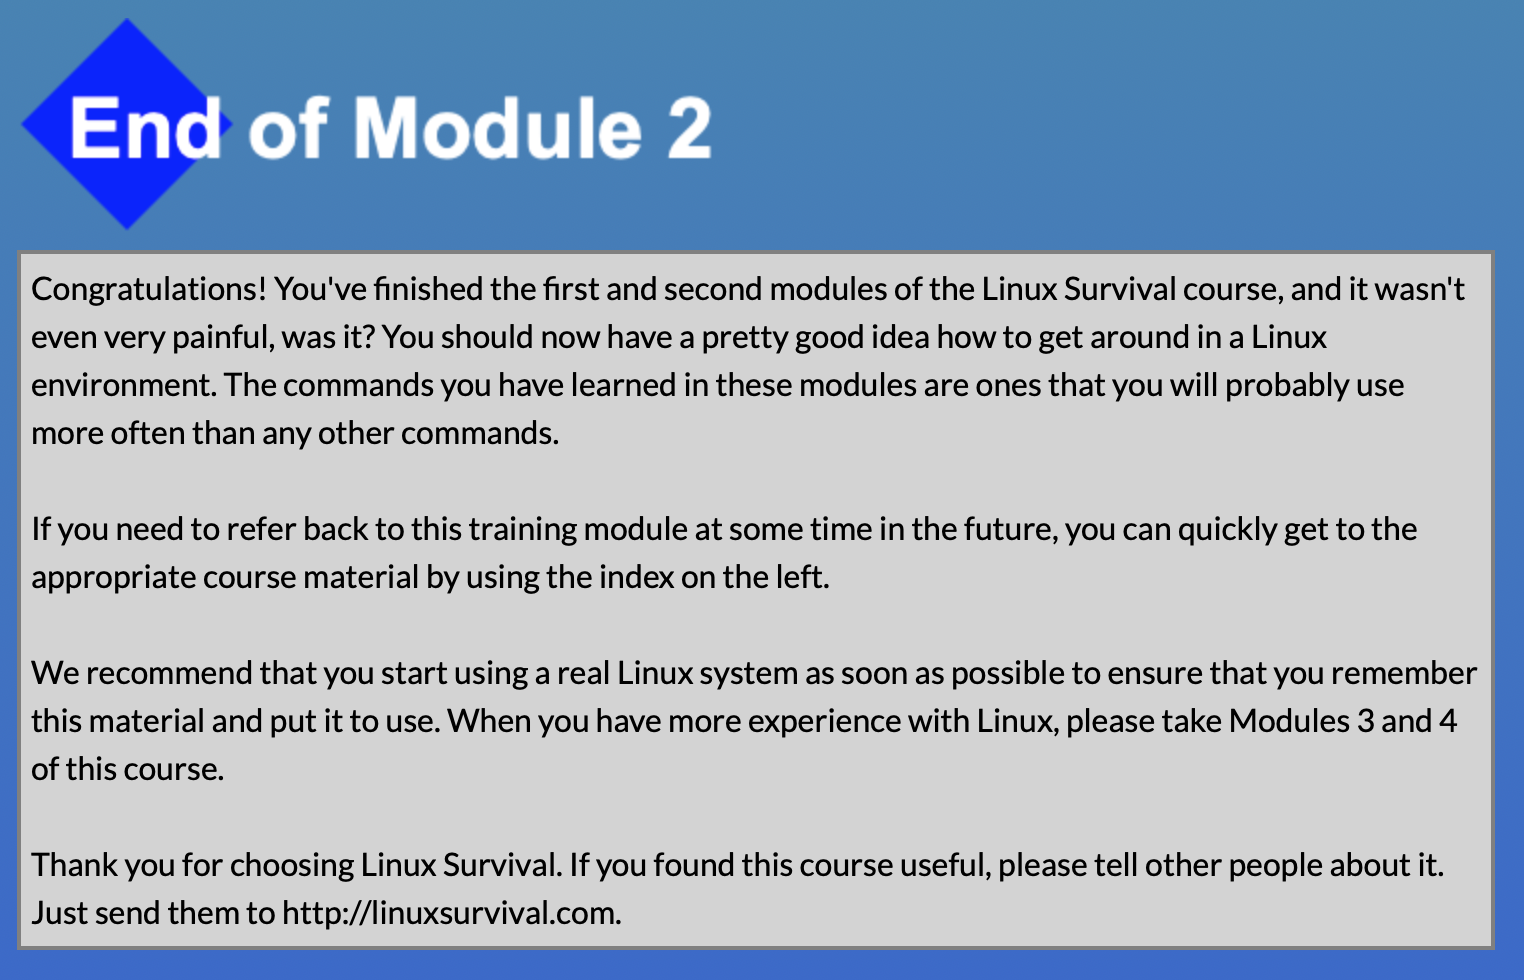 End of Module 2
Congratulations! You've finished the first and second modules of the Linux Survival course, and it wasn't
even very painful, was it? You should now have a pretty good idea how to get around in a Linux
environment. The commands you have learned in these modules are ones that you will probably use
more often than any other commands.
If you need to refer back to this training module at some time in the future, you can quickly get to the
appropriate course material by using the index on the left.
We recommend that you start using a real Linux system as soon as possible to ensure that you remember
this material and put it to use. When you have more experience with Linux, please take Modules 3 and 4
of this course.
Thank you for choosing Linux Survival. If you found this course useful, please tell other people about it.
Just send them to http://linuxsurvival.com.